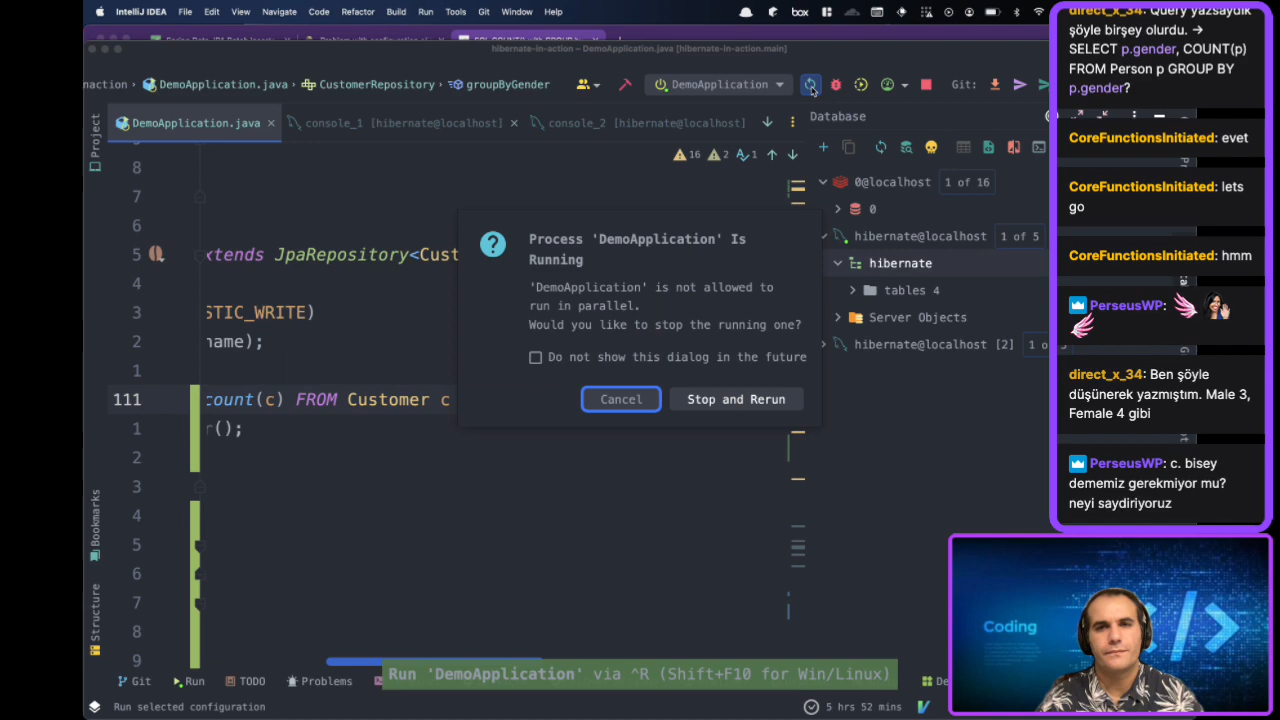 IntelliJ IDEA File Edit View Navigate Code Refactor Build Run Tools Git Window Help
hibernate-in-action – DemoApplication.java [hibernate-in-action.main]
naction DemoApplication.java CustomerRepository groupByGender DemoApplication Git:
DemoApplication.java console_1 [hibernate@localhost] console_2 [hibernate@localhost]
Project
16 2 1
8
7
6
5 xtends JpaRepository<Cust
4
3 STIC_WRITE)
2 name);
1
111 count(c) FROM Customer c
1 r();
2
3
4
5
6
7
8
9
Bookmarks
Structure
Process 'DemoApplication' Is
Running
'DemoApplication' is not allowed to
run in parallel.
Would you like to stop the running one?
Do not show this dialog in the future
Cancel Stop and Rerun
Database
0@localhost 1 of 16
0
hibernate@localhost 1 of 5
hibernate
tables 4
Server Objects
hibernate@localhost [2]
Run 'DemoApplication' via ^R (Shift+F10 for Win/Linux)
Git Run TODO Problems
Run selected configuration 5 hrs 52 mins
direct_x_34: Query yazsaydık
şöyle birşey olurdu. →
SELECT p.gender, COUNT(p)
FROM Person p GROUP BY
p.gender?
CoreFunctionsInitiated: evet
CoreFunctionsInitiated: lets
go
CoreFunctionsInitiated: hmm
PerseusWP:
direct_x_34: Ben şöyle
düşünerek yazmıştım. Male 3,
Female 4 gibi
PerseusWP: c. bisey
dememiz gerekmiyor mu?
neyi saydiriyoruz
Coding